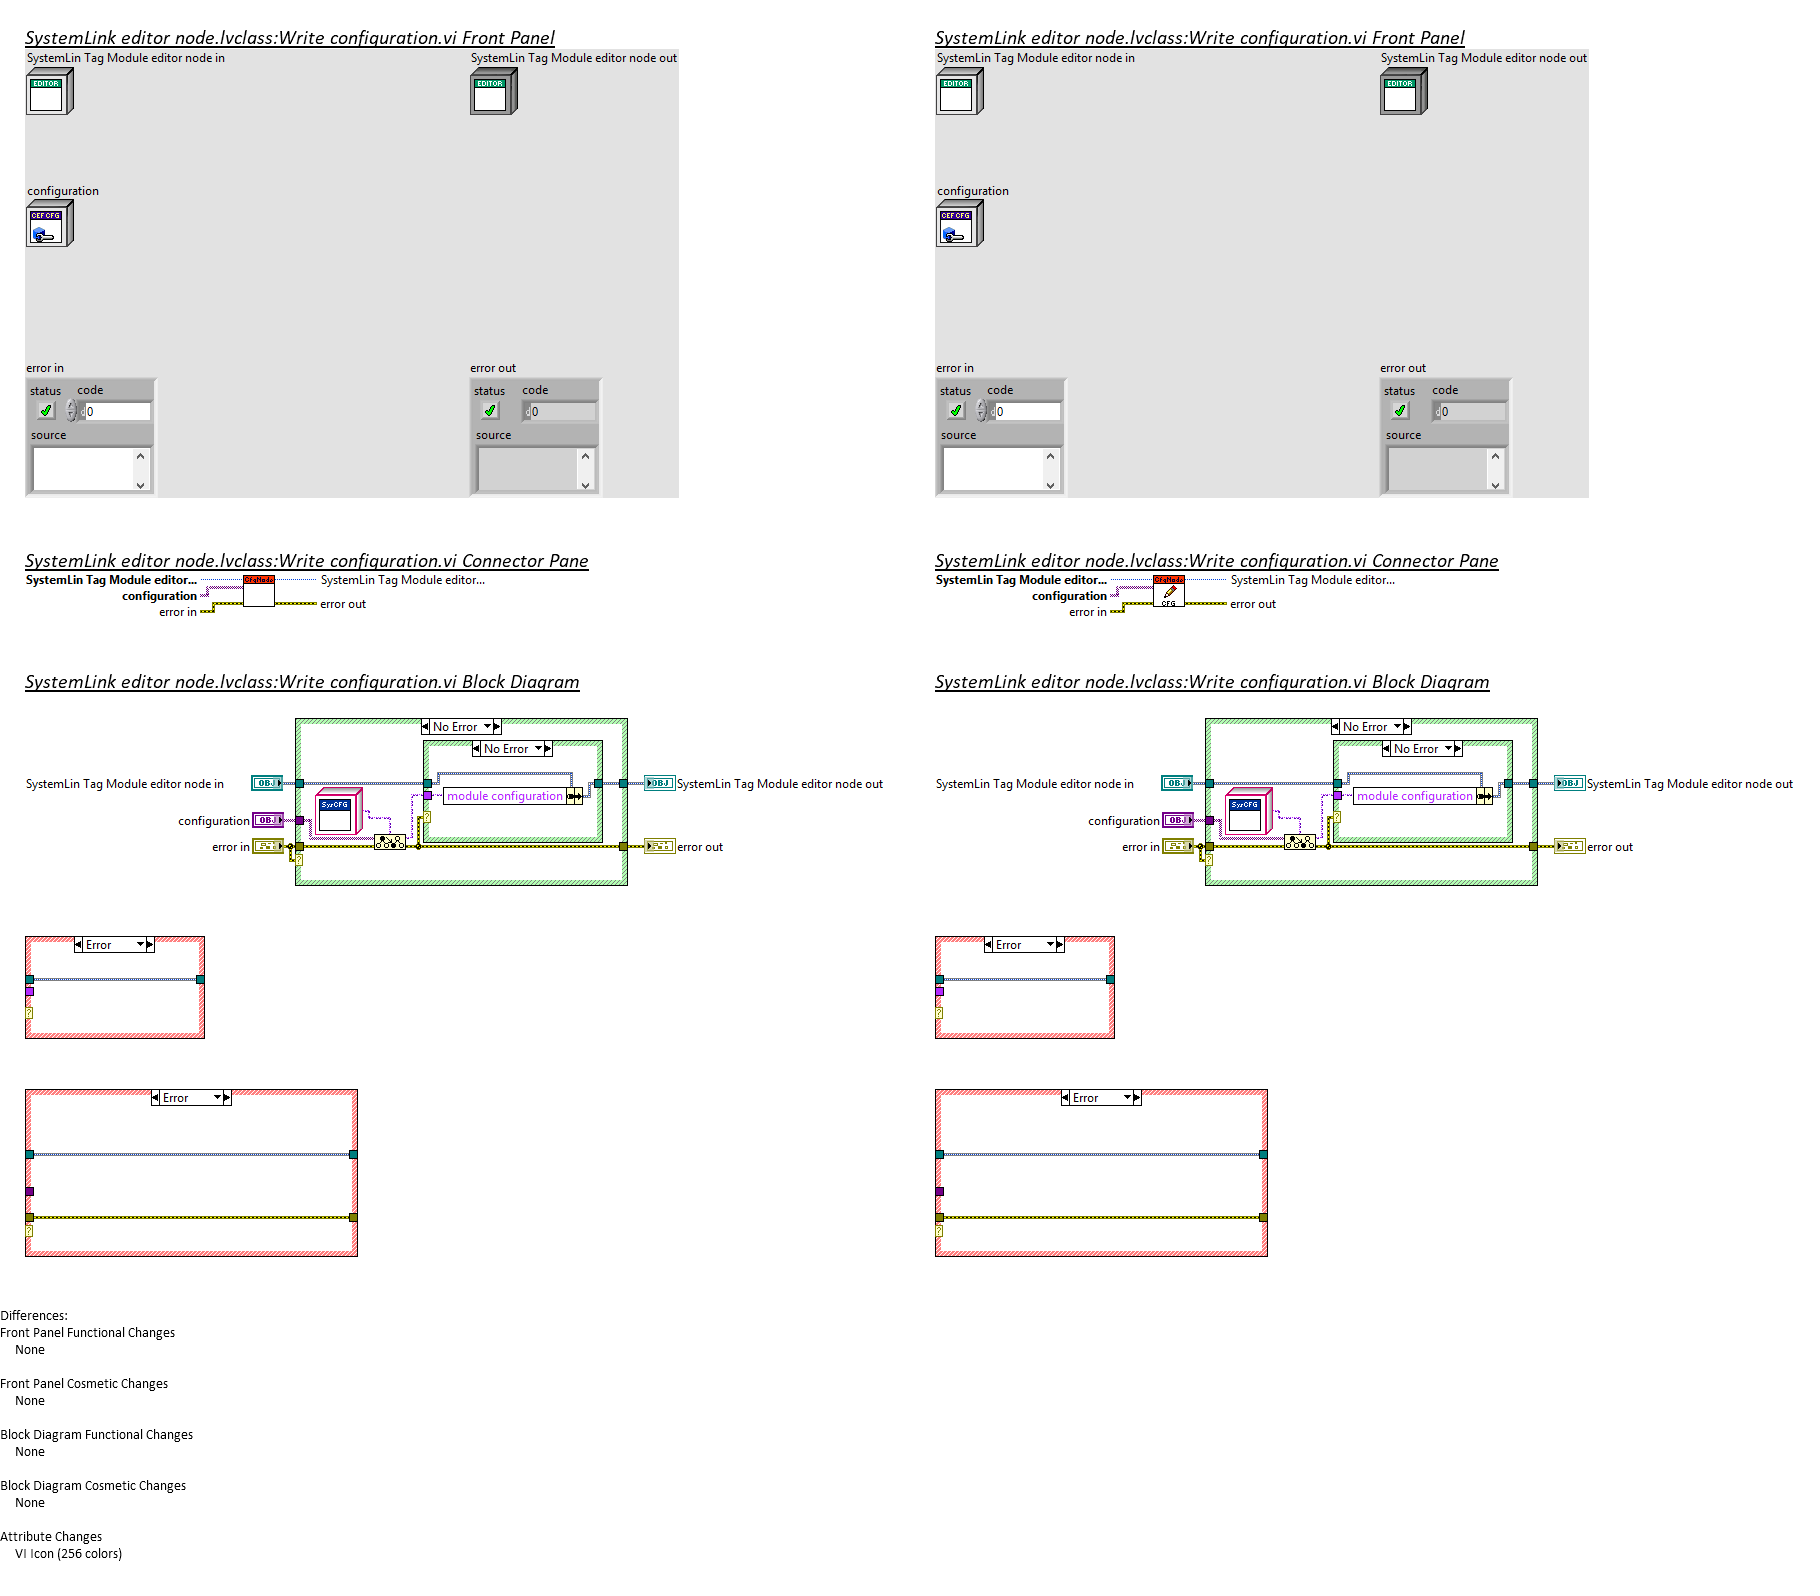 SystemLink editor node.lvclass:Write configuration.vi Front Panel
SystemLin Tag Module editor node in
SystemLin Tag Module editor node out
EDITOR
EDITOR
configuration
CEF CFG
error in
status
code
d
0
source
error out
status
code
d
0
source
SystemLink editor node.lvclass:Write configuration.vi Connector Pane
SystemLin Tag Module editor...
CfgNode
SystemLin Tag Module editor...
configuration
error in
error out
SystemLink editor node.lvclass:Write configuration.vi Block Diagram
No Error
No Error
SystemLin Tag Module editor node in
OBJ
OBJ
SystemLin Tag Module editor node out
SysCFG
module configuration
configuration
OBJ
?
error in
error out
?
Error
?
Error
?
SystemLink editor node.lvclass:Write configuration.vi Front Panel
SystemLin Tag Module editor node in
SystemLin Tag Module editor node out
EDITOR
EDITOR
configuration
CEF CFG
error in
status
code
d
0
source
error out
status
code
d
0
source
SystemLink editor node.lvclass:Write configuration.vi Connector Pane
SystemLin Tag Module editor...
CfgNode
SystemLin Tag Module editor...
configuration
CFG
error in
error out
SystemLink editor node.lvclass:Write configuration.vi Block Diagram
No Error
No Error
SystemLin Tag Module editor node in
OBJ
OBJ
SystemLin Tag Module editor node out
SysCFG
module configuration
configuration
OBJ
?
error in
error out
?
Error
?
Error
?
Differences:
Front Panel Functional Changes
None
Front Panel Cosmetic Changes
None
Block Diagram Functional Changes
None
Block Diagram Cosmetic Changes
None
Attribute Changes
VI Icon (256 colors)